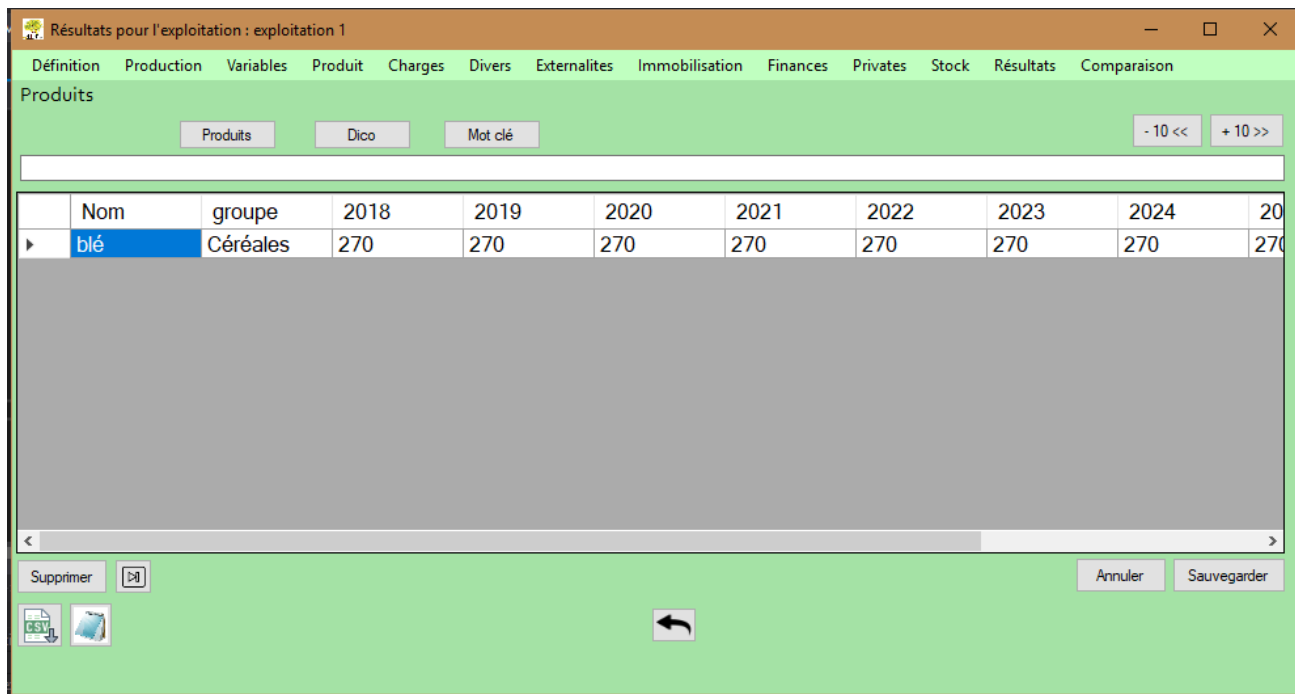 Résultats pour l'exploitation : exploitation 1
Définition Production Variables Produit Charges Divers Externalites Immobilisation Finances Privates Stock Résultats Comparaison
Produits
Produits Dico Mot clé - 10 << + 10 >>
Nom groupe 2018 2019 2020 2021 2022 2023 2024 20
blé Céréales 270 270 270 270 270 270 270 270
Supprimer Annuler Sauvegarder
CSV